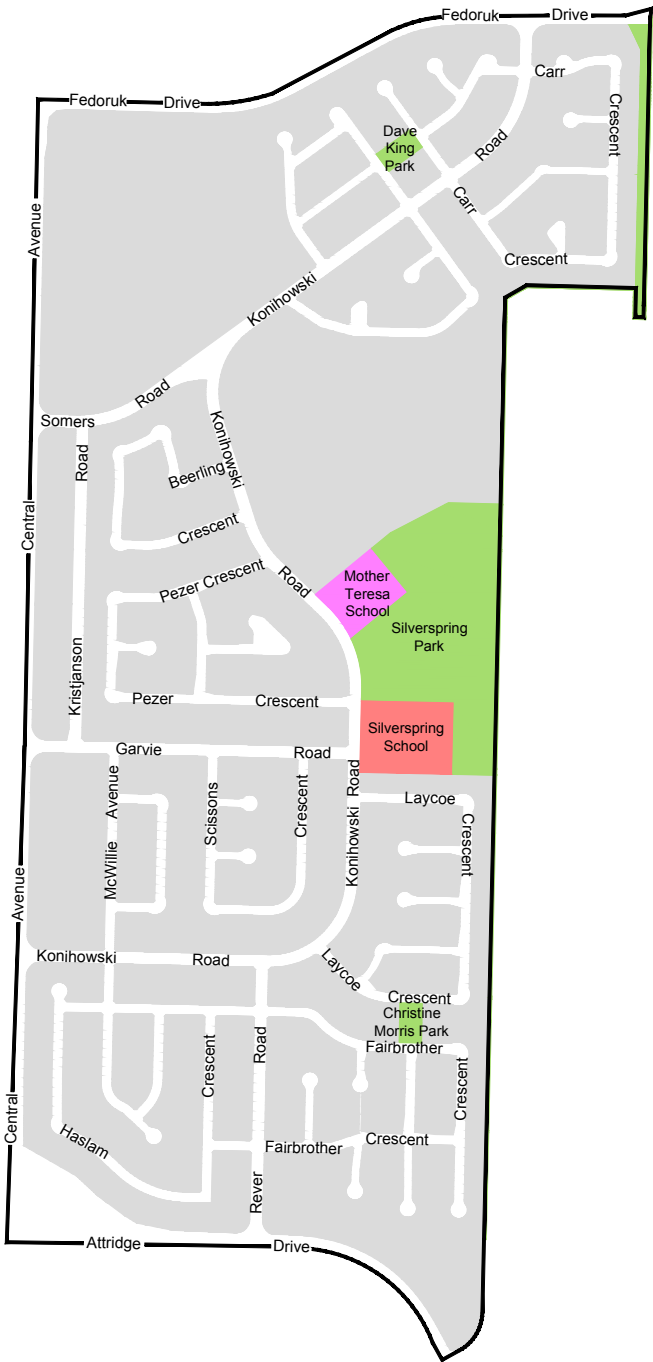 Fedoruk Drive
Fedoruk Drive
Carr
Crescent
Dave
King
Park
Road
Carr
Crescent
Avenue
Konihowski
Road
Somers
Road
Konihowski
Beerling
Crescent
Central
Pezer Crescent
Road
Mother
Teresa
School
Silverspring
Park
Kristjanson
Pezer
Crescent
Silverspring
School
Garvie
Road
Avenue
Scissons
Crescent
Konihowski Road
Laycoe
Crescent
McWillie
Avenue
Konihowski
Road
Laycoe
Crescent
Christine
Morris Park
Fairbrother
Road
Crescent
Crescent
Central
Haslam
Fairbrother
Crescent
Rever
Attridge
Drive